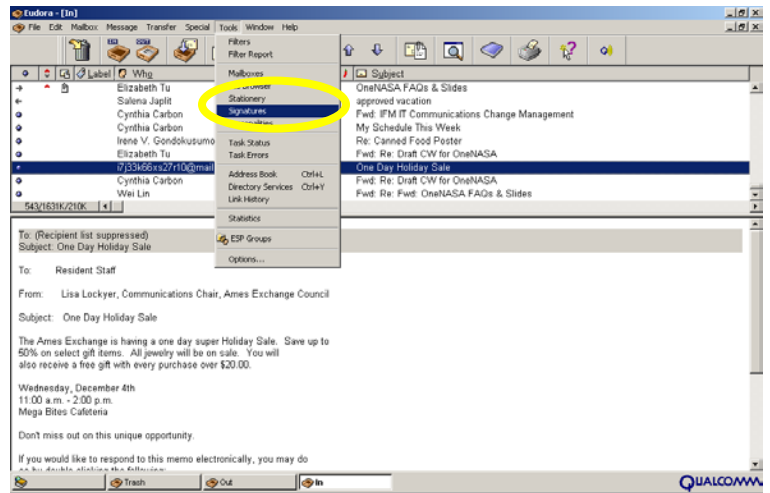 Eudora - [In]
File Edit Mailbox Message Transfer Special Tools Window Help
Label Who Subject
Elizabeth Tu OneNASA FAQs & Slides
Salena Japlit approved vacation
Cynthia Carbon Fwd: IFM IT Communications Change Management
Cynthia Carbon My Schedule This Week
Irene V. Gondokusumo Re: Canned Food Poster
Elizabeth Tu Fwd: Re: Draft CW for OneNASA
i7j33k66xs27r10@mail One Day Holiday Sale
Cynthia Carbon Fwd: Re: Draft CW for OneNASA
Wei Lin Fwd: Re: Fwd: OneNASA FAQs & Slides
543/1631K/210K
Filters
Filter Report
Mailboxes
Browser
Stationery
Signatures
Task Status
Task Errors
Address Book Ctrl+L
Directory Services Ctrl+Y
Link History
Statistics
ESP Groups
Options...
To: (Recipient list suppressed)
Subject: One Day Holiday Sale
To: Resident Staff
From: Lisa Lockyer, Communications Chair, Ames Exchange Council
Subject: One Day Holiday Sale
The Ames Exchange is having a one day super Holiday Sale. Save up to
50% on select gift items. All jewelry will be on sale. You will
also receive a free gift with every purchase over $20.00.
Wednesday, December 4th
11:00 a.m. - 2:00 p.m.
Mega Bites Cafeteria
Don't miss out on this unique opportunity.
If you would like to respond to this memo electronically, you may do
so by double clicking the following:
Trash Out In
QUALCOMM